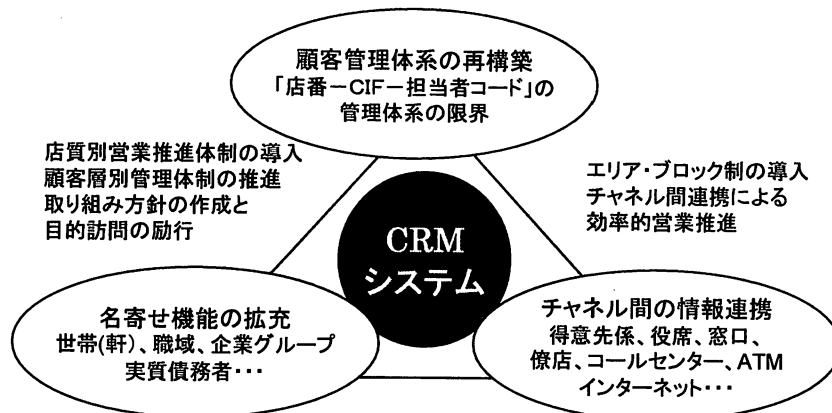 顧客管理体系の再構築
「店番－CIF－担当者コード」の
管理体系の限界
店質別営業推進体制の導入
顧客層別管理体制の推進
取り組み方針の作成と
目的訪問の励行
エリア・ブロック制の導入
チャネル間連携による
効率的営業推進
CRM
システム
名寄せ機能の拡充
世帯(軒)、職域、企業グループ
実質債務者・・・
チャネル間の情報連携
得意先係、役席、窓口、
僚店、コールセンター、ATM
インターネット・・・